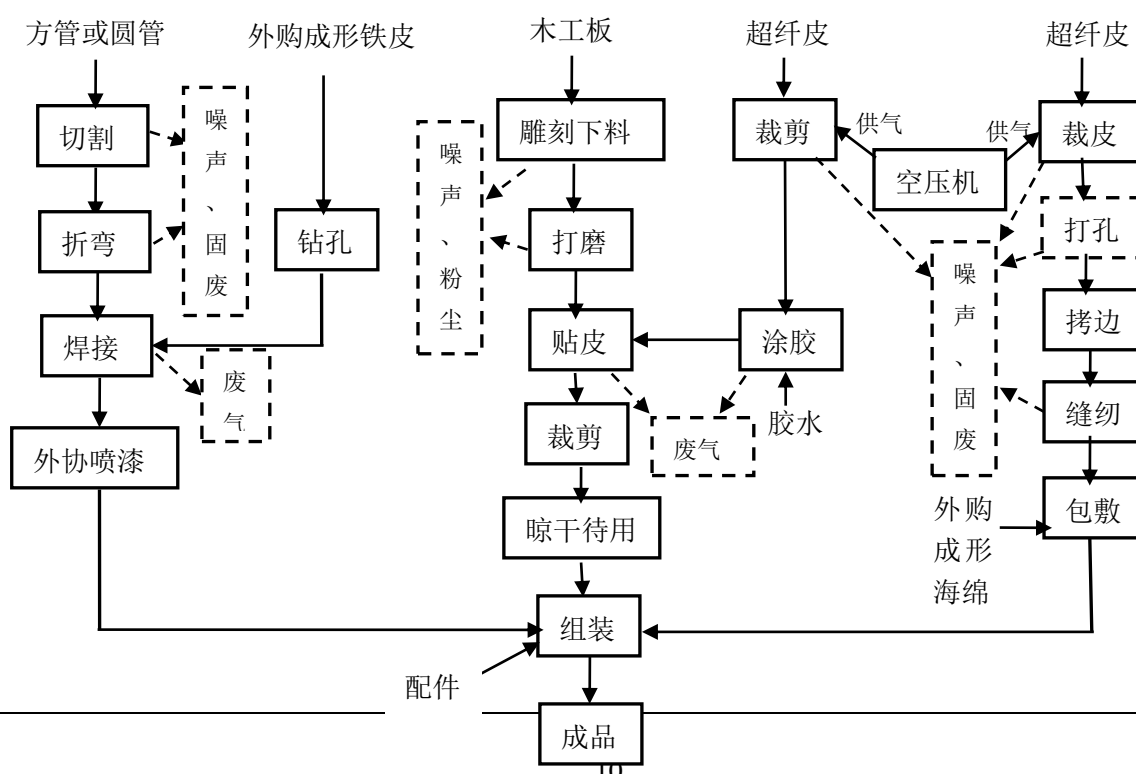 方管或圆管
外购成形铁皮
木工板
超纤皮
超纤皮
切割
噪声、固废
噪声、粉尘
雕刻下料
裁剪
供气
供气
裁皮
空压机
折弯
钻孔
打磨
打孔
噪声、固废
焊接
废气
贴皮
涂胶
拷边
外协喷漆
裁剪
废气
胶水
缝纫
晾干待用
外购
成形
海绵
包敷
组装
配件
成品